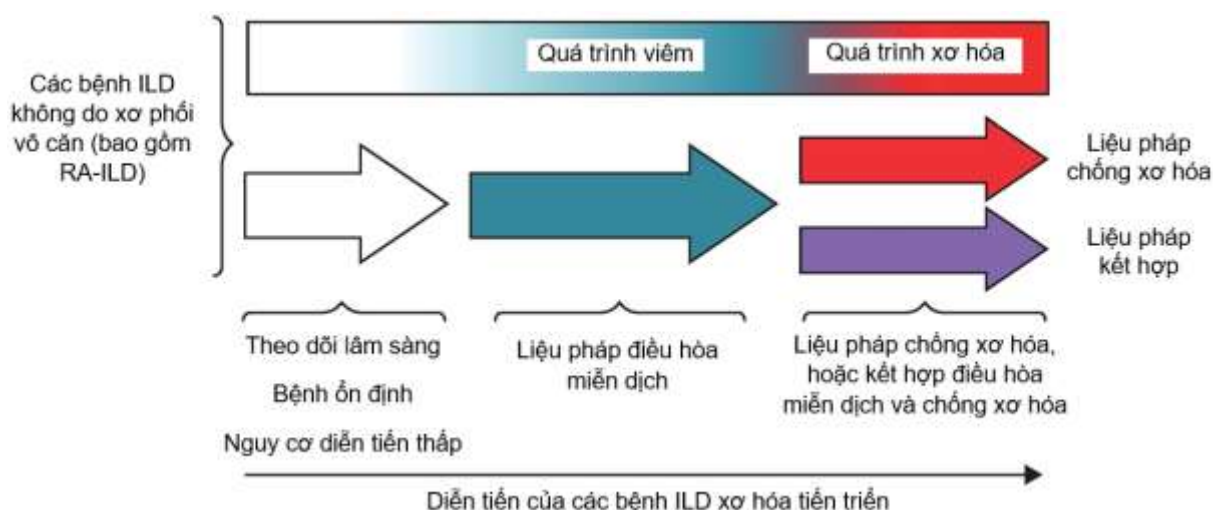 Quá trình viêm
Quá trình xơ hóa
Các bệnh ILD
không do xơ phổi
vô căn (bao gồm
RA-ILD)
Liệu pháp
chống xơ hóa
Liệu pháp
kết hợp
Theo dõi lâm sàng
Bệnh ổn định
Nguy cơ diễn tiến thấp
Liệu pháp điều hòa
miễn dịch
Liệu pháp chống xơ hóa,
hoặc kết hợp điều hòa
miễn dịch và chống xơ hóa
Diễn tiến của các bệnh ILD xơ hóa tiến triển